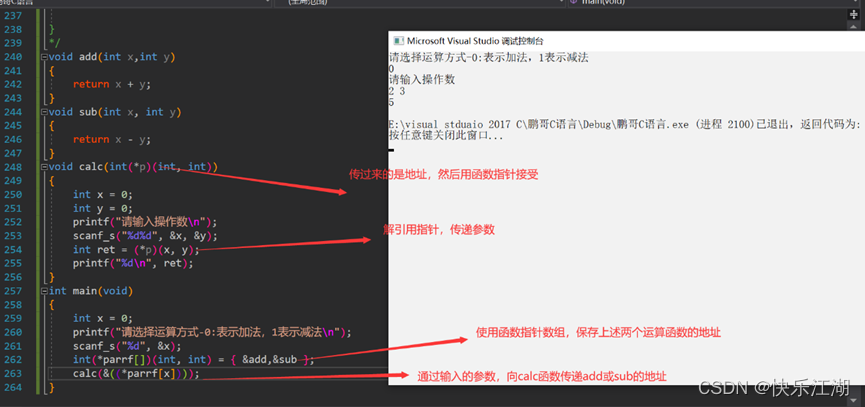 (全局范围)
main(void)
237
238 }
239 */
240 void add(int x,int y)
241 {
242 return x + y;
243 }
244 void sub(int x, int y)
245 {
246 return x - y;
247 }
248 void calc(int(*p)(int, int))
249 {
250 int x = 0;
251 int y = 0;
252 printf("请输入操作数\n");
253 scanf_s("%d%d", &x, &y);
254 int ret = (*p)(x, y);
255 printf("%d\n", ret);
256 }
257 int main(void)
258 {
259 int x = 0;
260 printf("请选择运算方式-0:表示加法，1表示减法\n");
261 scanf_s("%d", &x);
262 int(*parrf[])(int, int) = { &add,&sub };
263 calc(&((*parrf[x])));
264 }
Microsoft Visual Studio 调试控制台
请选择运算方式-0:表示加法，1表示减法
0
请输入操作数
2 3
5
E:\visual stduaio 2017 C\鹏哥C语言\Debug\鹏哥C语言.exe (进程 2100)已退出，返回代码为:
按任意键关闭此窗口...
传过来的是地址，然后用函数指针接受
解引用指针，传递参数
使用函数指针数组，保存上述两个运算函数的地址
通过输入的参数，向calc函数传递add或sub的地址
CSDN @快乐江湖